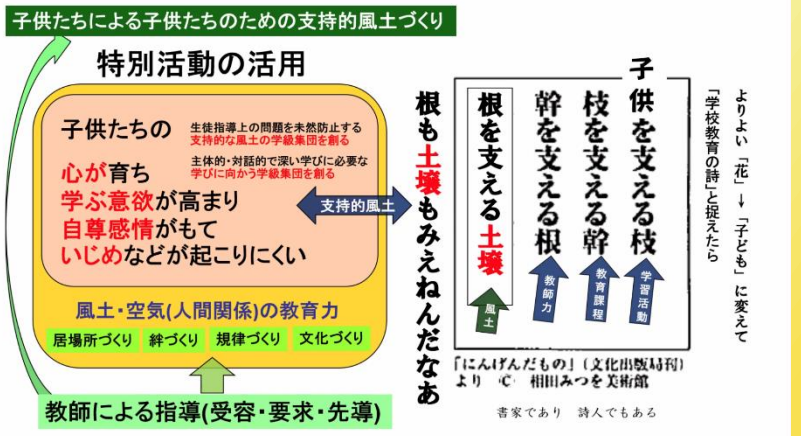 子供たちによる子供たちのための支持的風土づくり
特別活動の活用
子供たちの
生徒指導上の問題を未然防止する
支持的な風土の学級集団を創る
主体的・対話的で深い学びに必要な
学びに向かう学級集団を創る
心が育ち
学ぶ意欲が高まり
自尊感情がもて
いじめなどが起こりにくい
風土・空気(人間関係)の教育力
居場所づくり
絆づくり
規律づくり
文化づくり
教師による指導(受容・要求・先導)
支持的風土
よりよい「花」→「子ども」に変えて
「学校教育の詩」と捉えたら
子供を支える枝
学習活動
枝を支える幹
教育課程
幹を支える根
教師力
根を支える土壌
風土
根も土壌もみえねんだなあ
「にんげんだもの」(文化出版局刊)
より © 相田みつを美術館
書家であり 詩人でもある